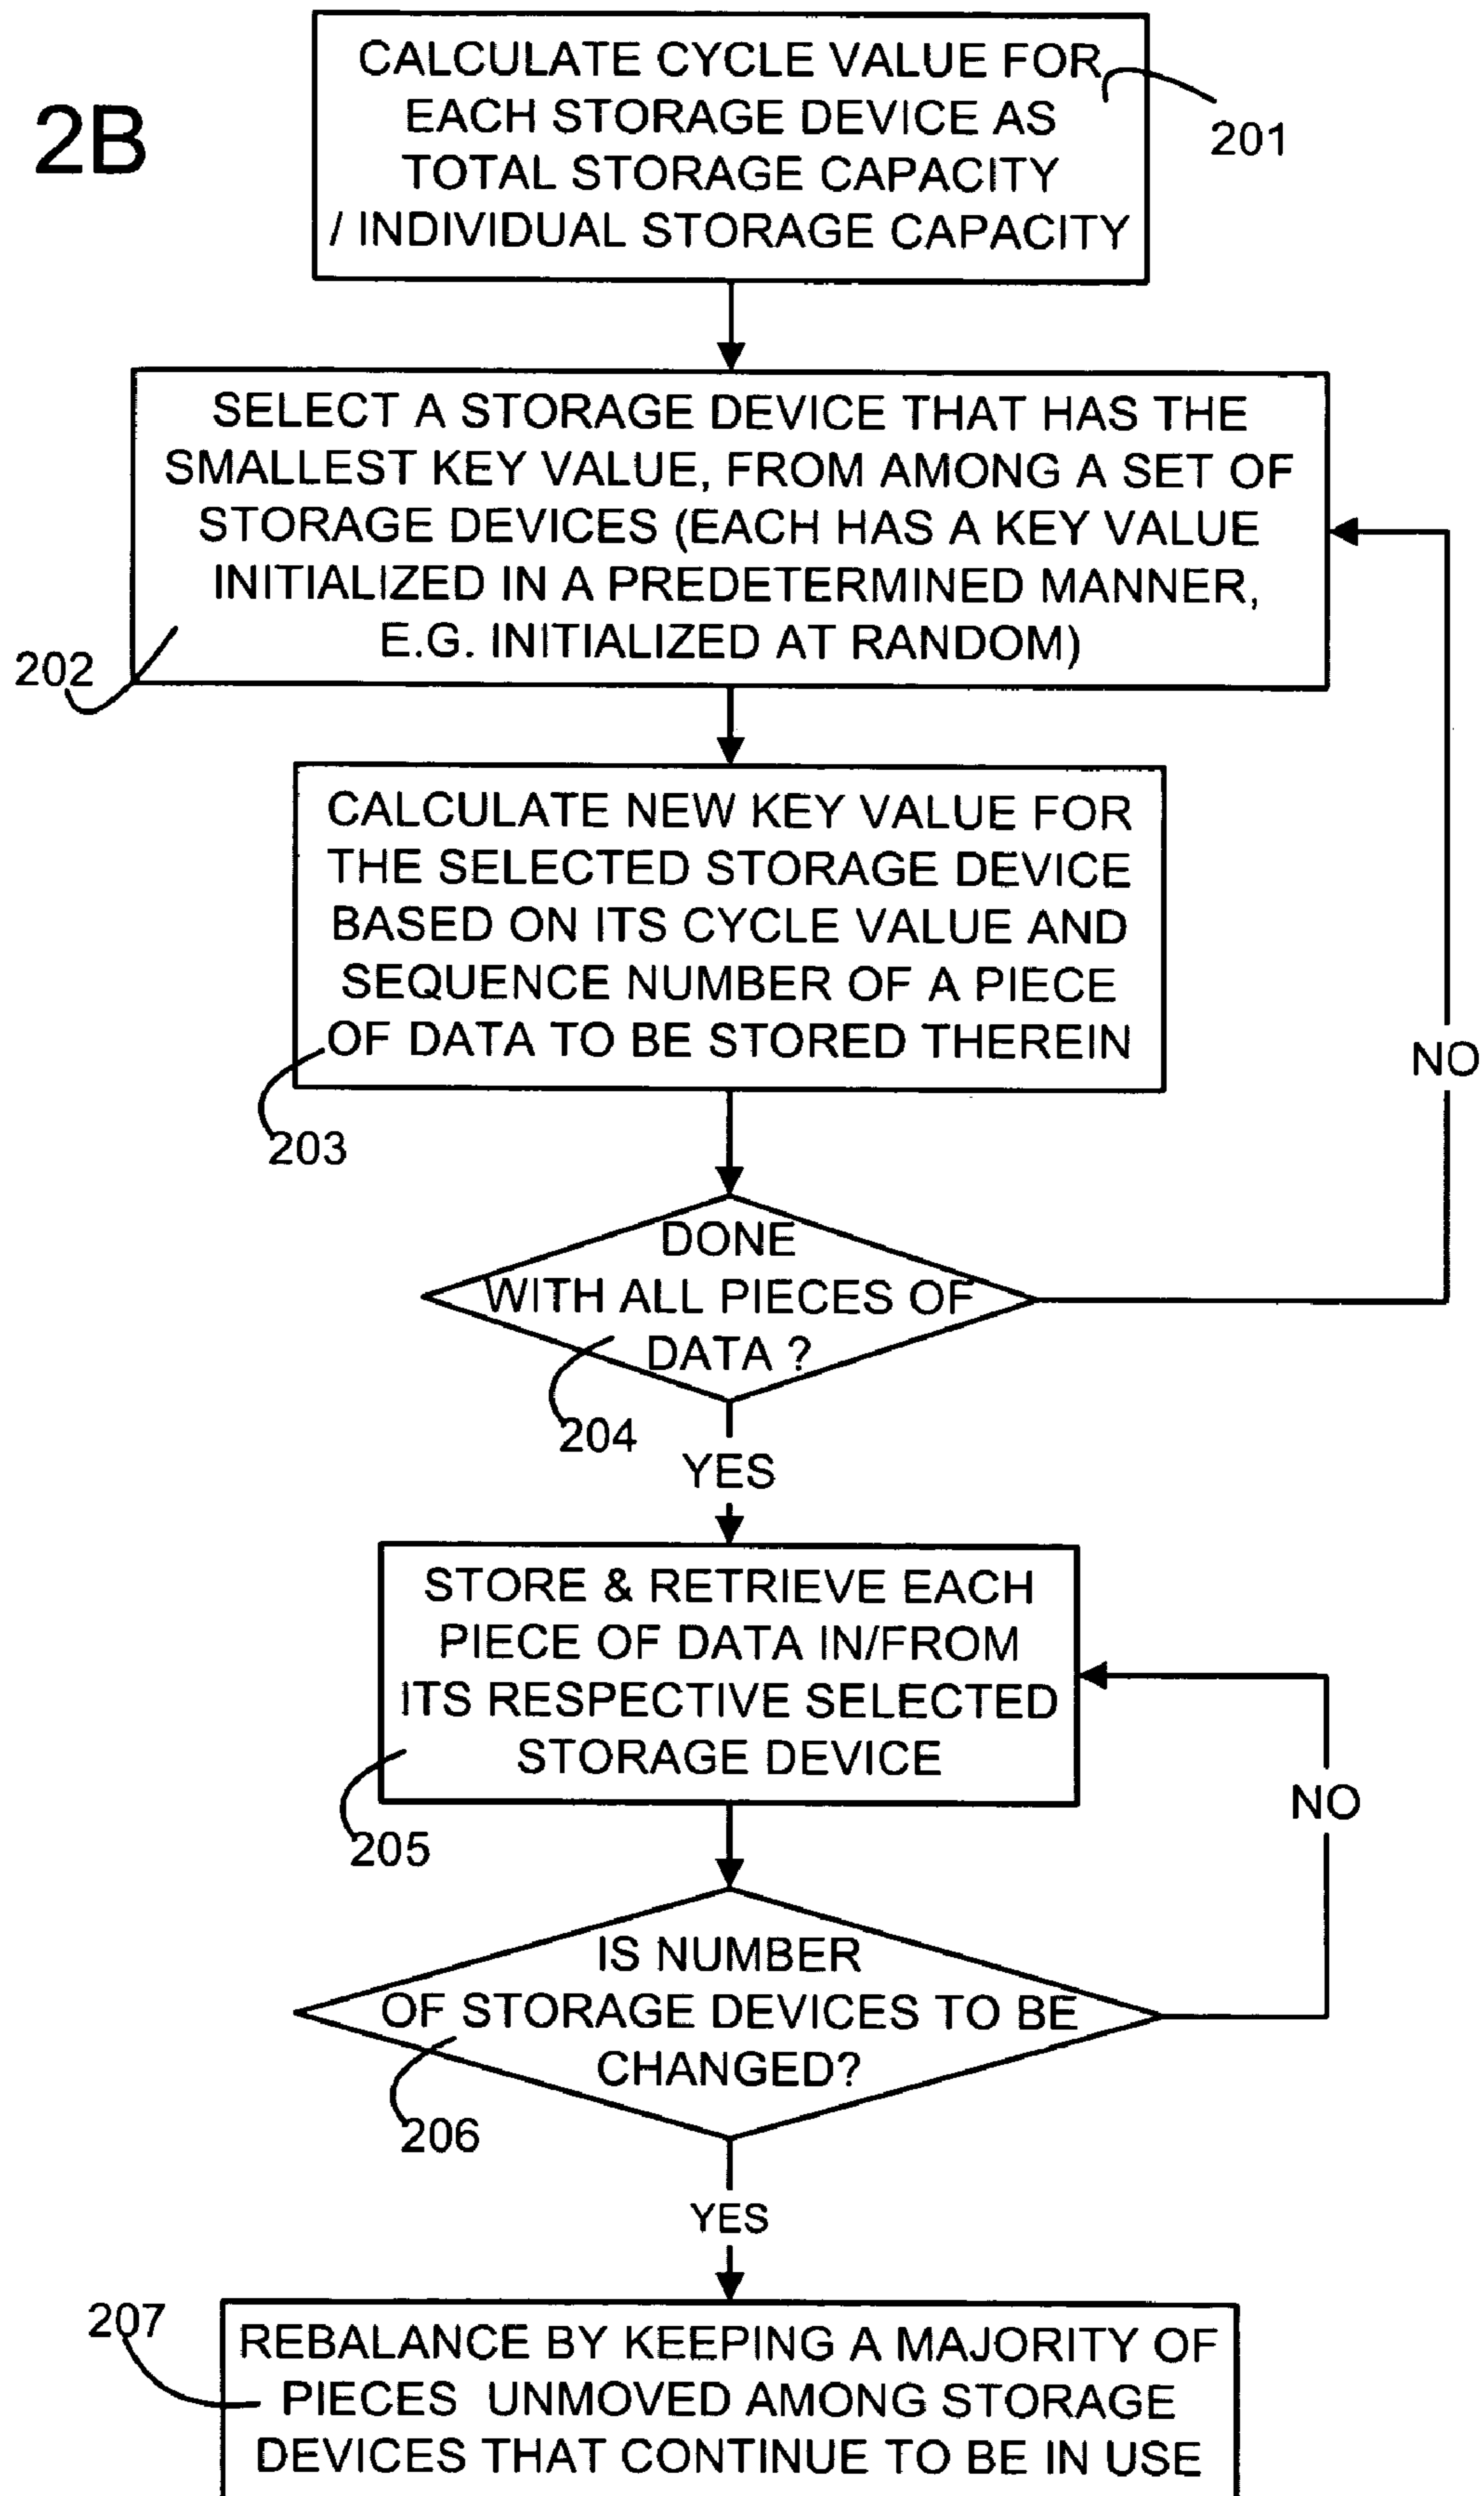 2B
CALCULATE CYCLE VALUE FOR
EACH STORAGE DEVICE AS
TOTAL STORAGE CAPACITY
/ INDIVIDUAL STORAGE CAPACITY
201
SELECT A STORAGE DEVICE THAT HAS THE
SMALLEST KEY VALUE, FROM AMONG A SET OF
STORAGE DEVICES (EACH HAS A KEY VALUE
INITIALIZED IN A PREDETERMINED MANNER,
E.G. INITIALIZED AT RANDOM)
202
CALCULATE NEW KEY VALUE FOR
THE SELECTED STORAGE DEVICE
BASED ON ITS CYCLE VALUE AND
SEQUENCE NUMBER OF A PIECE
OF DATA TO BE STORED THEREIN
NO
203
DONE
WITH ALL PIECES OF
DATA ?
204
YES
STORE & RETRIEVE EACH
PIECE OF DATA IN/FROM
ITS RESPECTIVE SELECTED
STORAGE DEVICE
NO
205
IS NUMBER
OF STORAGE DEVICES TO BE
CHANGED?
206
YES
207
REBALANCE BY KEEPING A MAJORITY OF
PIECES UNMOVED AMONG STORAGE
DEVICES THAT CONTINUE TO BE IN USE